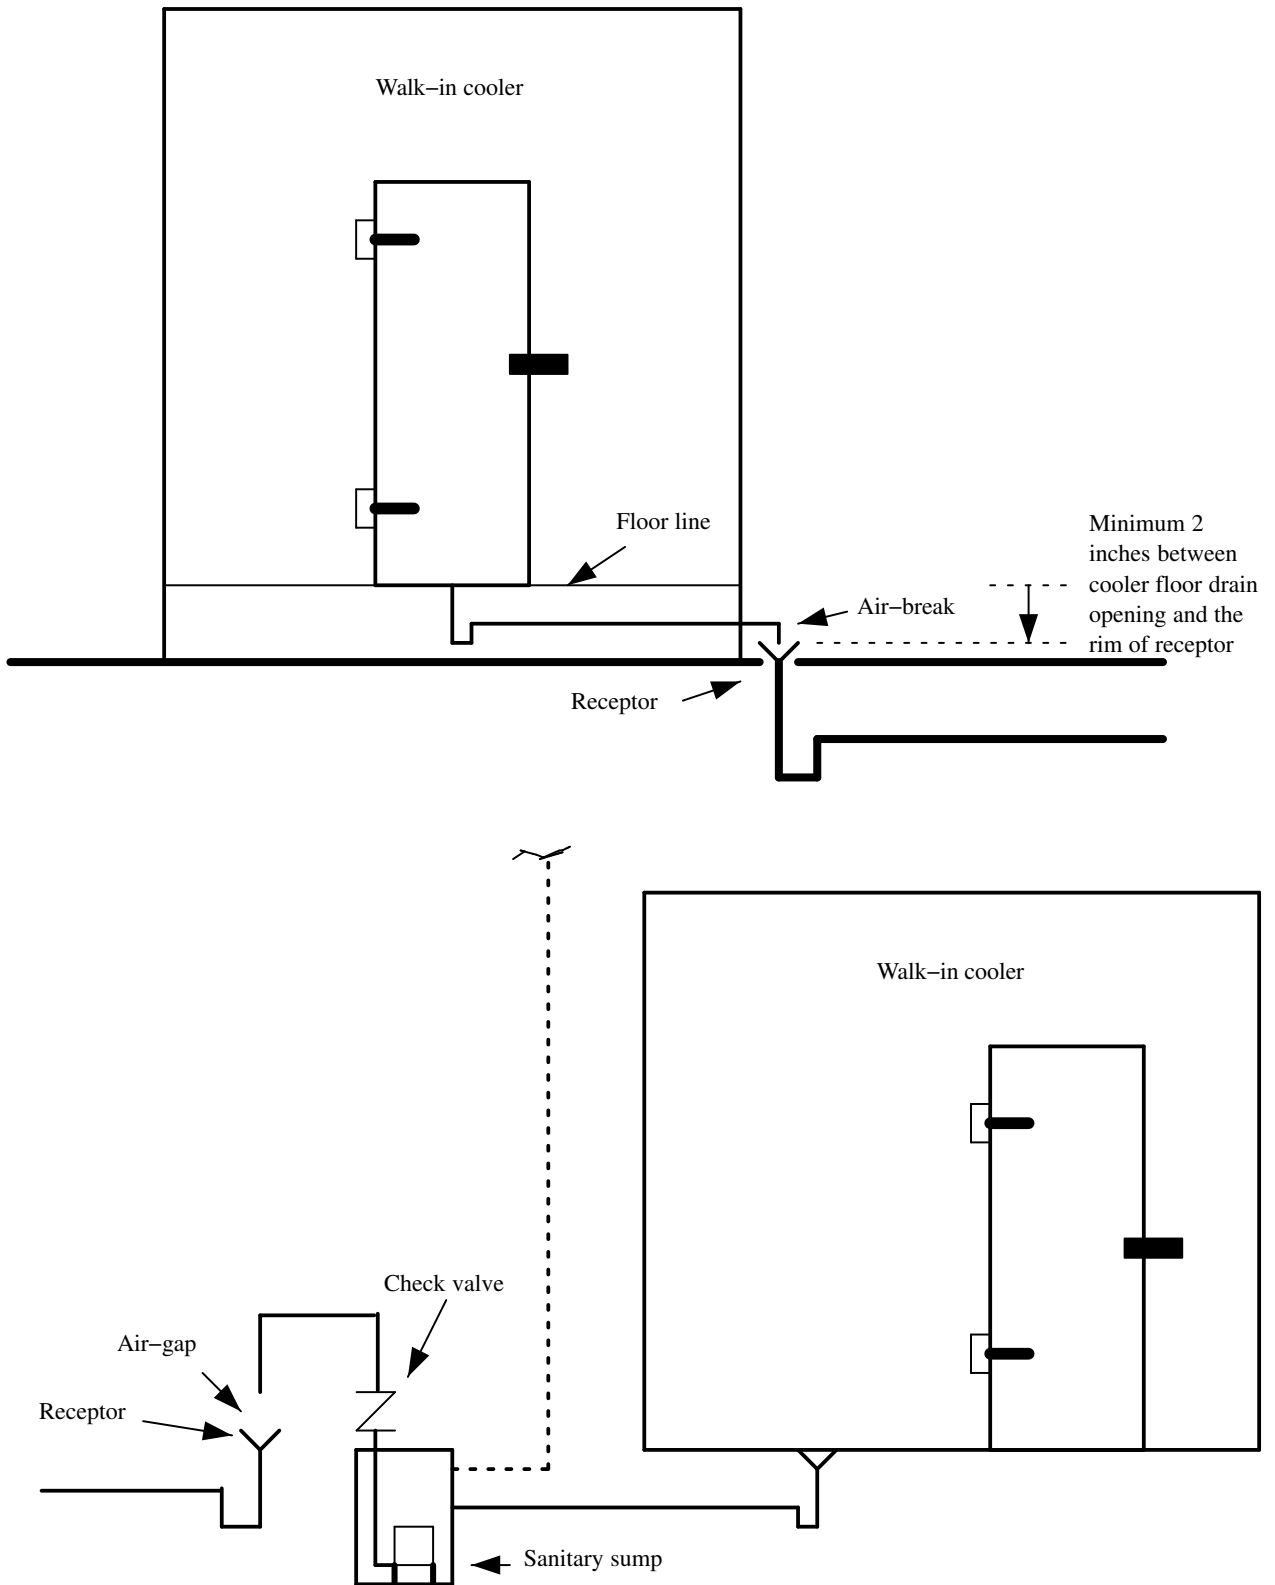 Walk−in cooler
Floor line
Minimum 2
inches between
cooler floor drain
opening and the
rim of receptor
Air−break
Receptor
Walk−in cooler
Check valve
Air−gap
Receptor
Sanitary sump